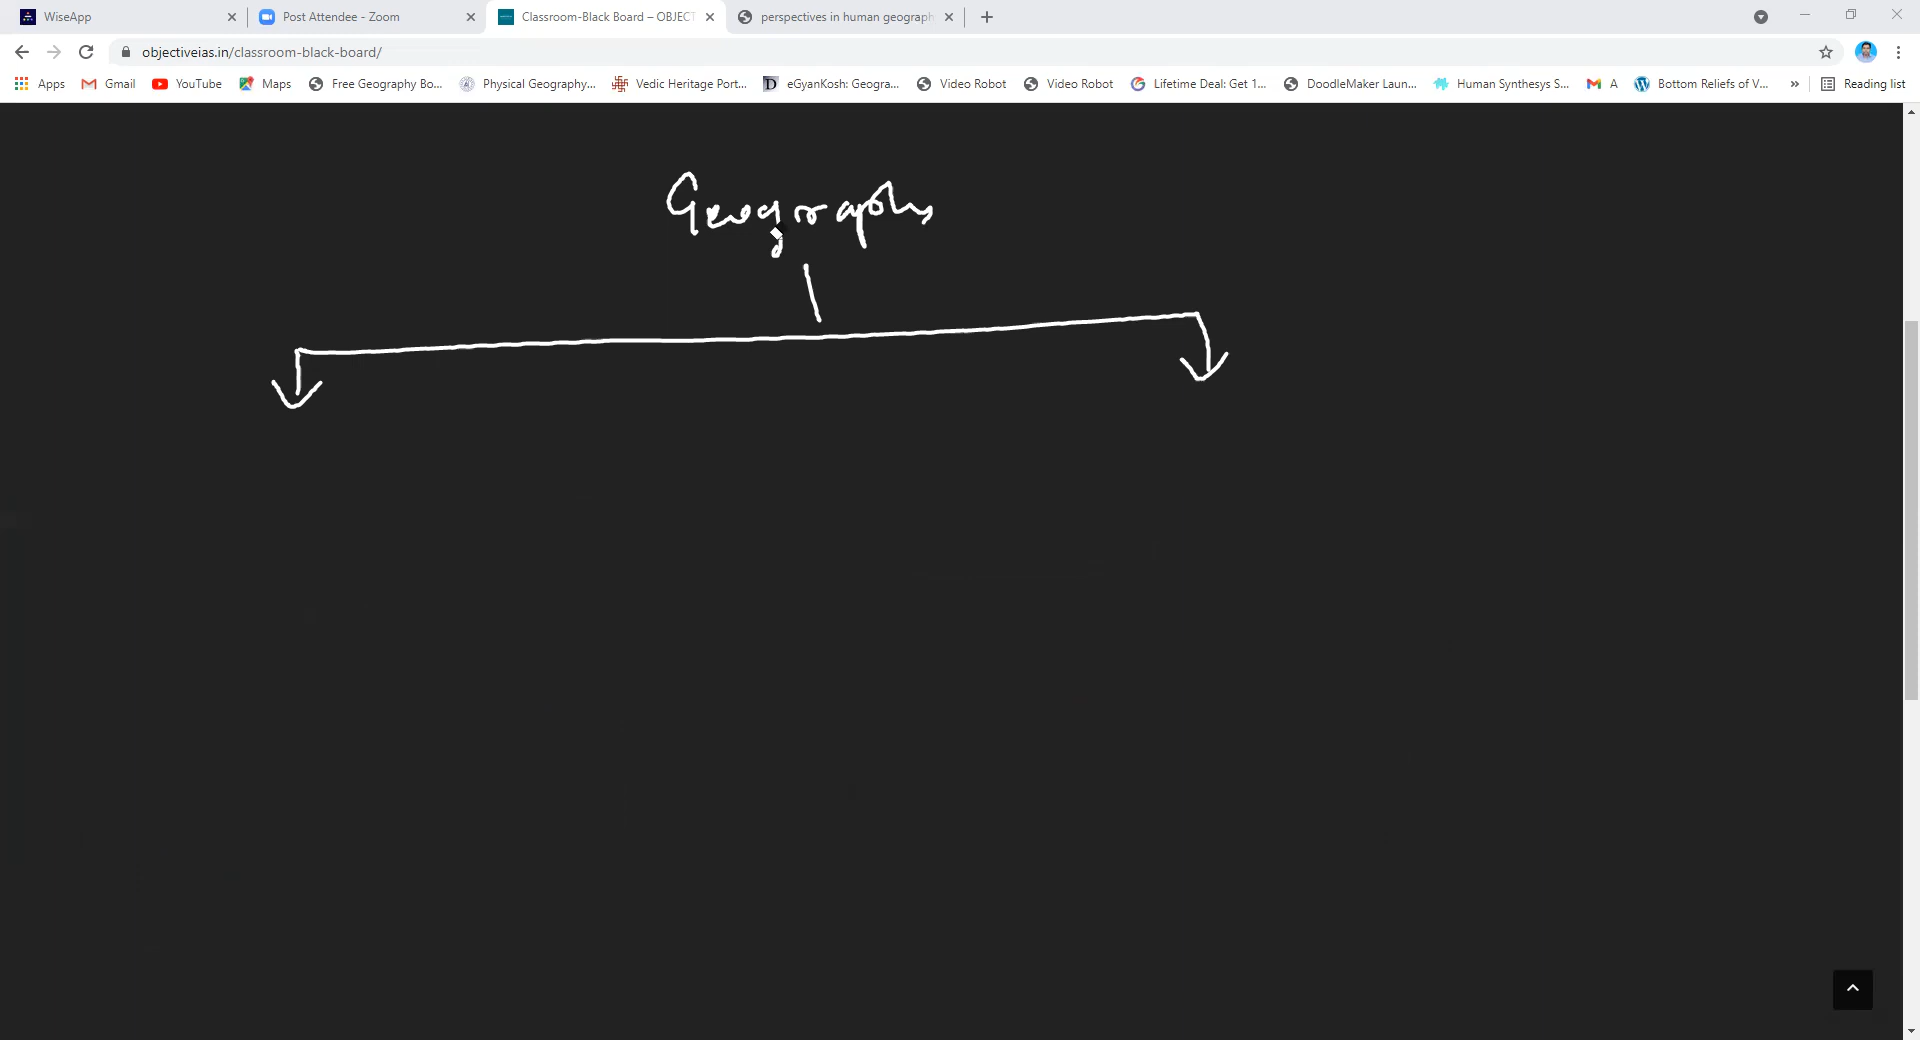 WiseApp
Post Attendee - Zoom
Classroom-Black Board – OBJECT
perspectives in human geograph
objectiveias.in/classroom-black-board/
Apps
Gmail
YouTube
Maps
Free Geography Bo...
Physical Geography...
Vedic Heritage Port...
eGyanKosh: Geogra...
Video Robot
Video Robot
Lifetime Deal: Get 1...
DoodleMaker Laun...
Human Synthesys S...
A
Bottom Reliefs of V...
»
Reading list
Geography